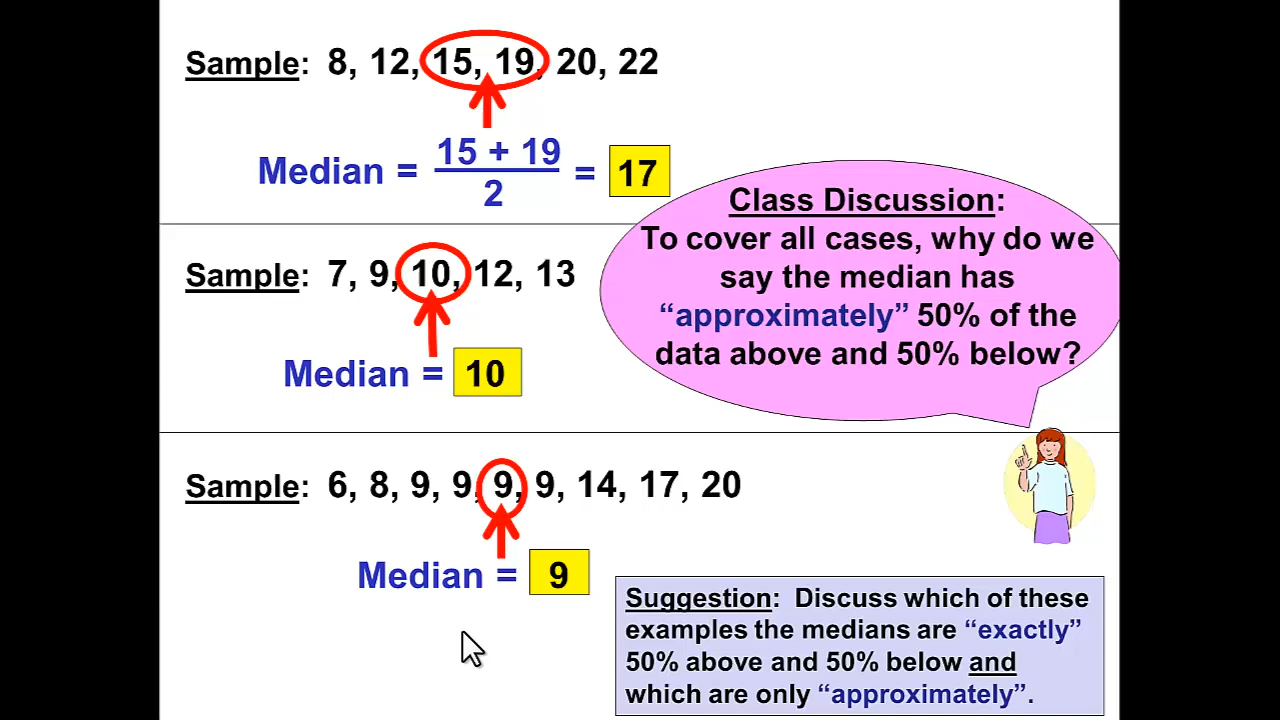 Sample: 8, 12, 15, 19, 20, 22
Median = 15 + 19 / 2 = 17
Class Discussion:
To cover all cases, why do we
say the median has
“approximately” 50% of the
data above and 50% below?
Sample: 7, 9, 10, 12, 13
Median = 10
Sample: 6, 8, 9, 9, 9, 9, 14, 17, 20
Median = 9
Suggestion: Discuss which of these
examples the medians are “exactly”
50% above and 50% below and
which are only “approximately”.